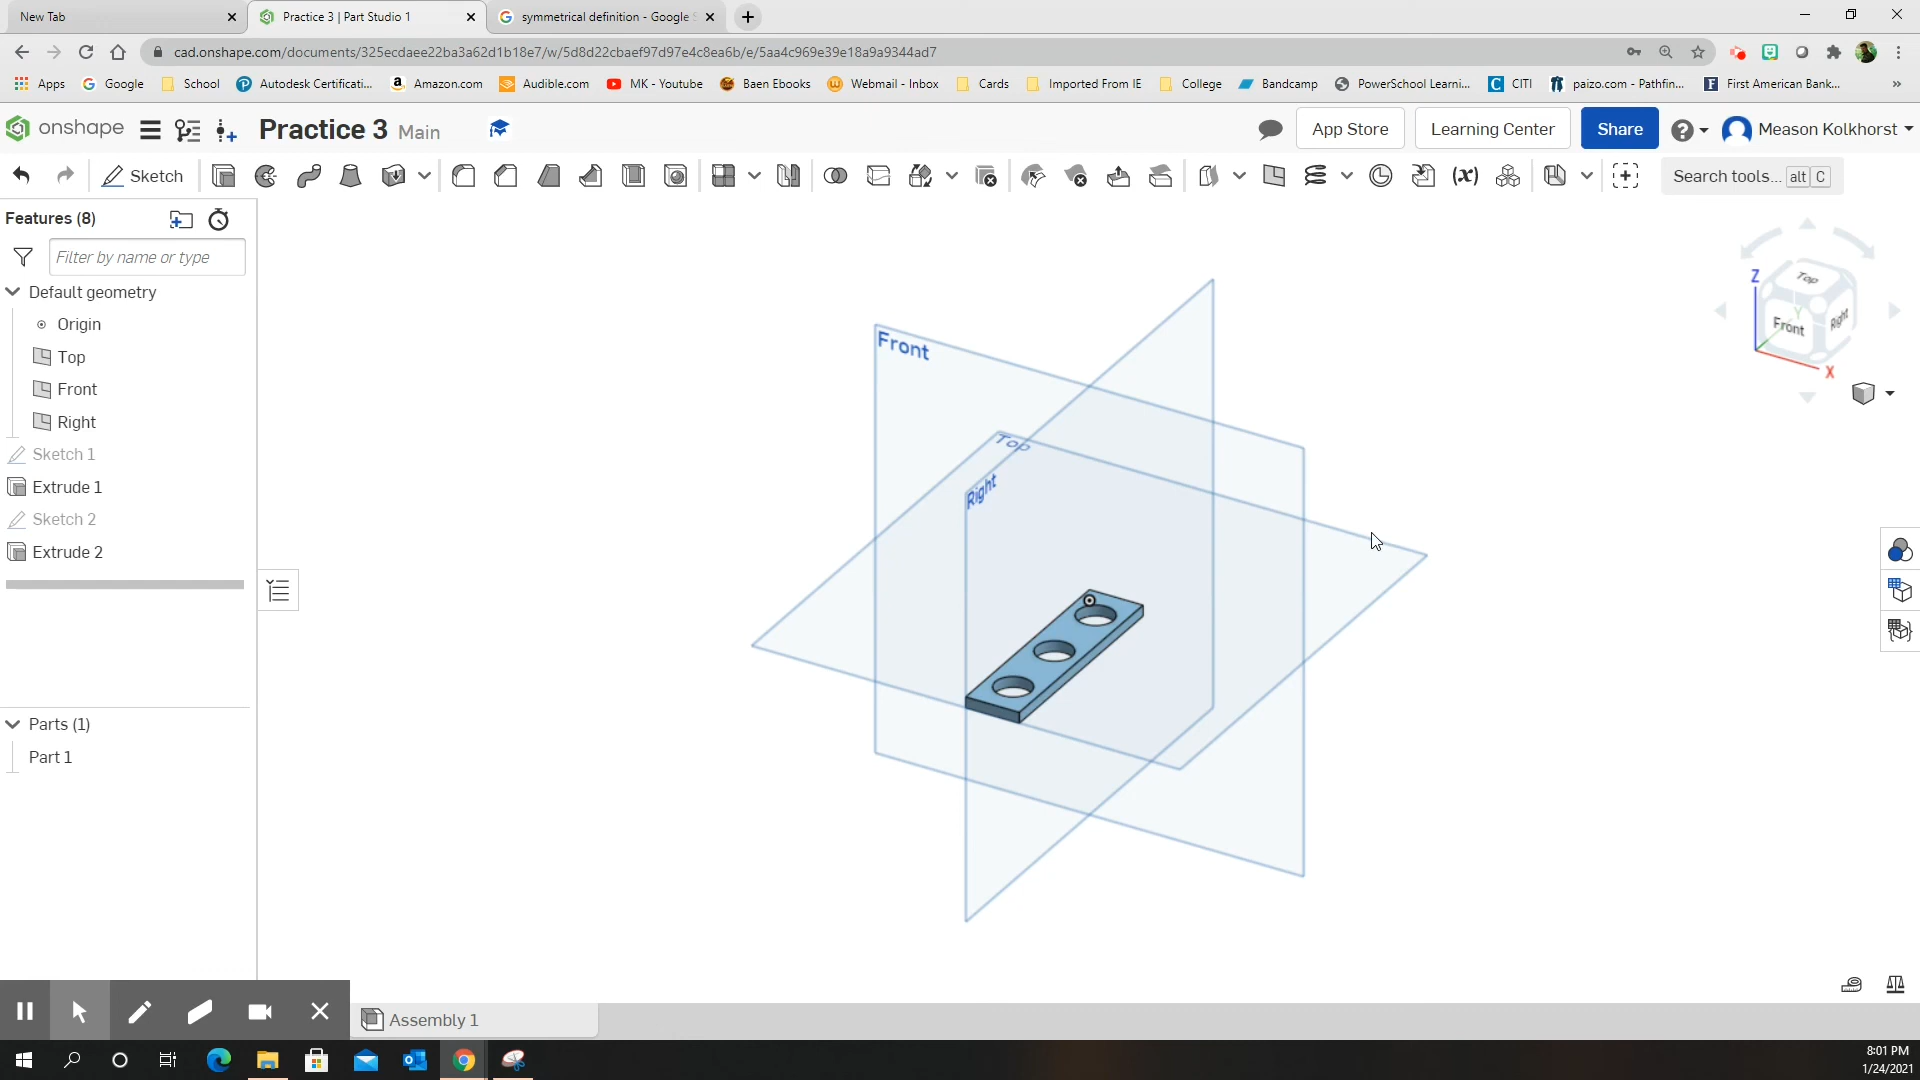 New Tab
Practice 3 | Part Studio 1
symmetrical definition - Google S
cad.onshape.com/documents/325ecdaee22ba3a62d1b18e7/w/5d8d22cbaef97d97e4c8ea6b/e/5aa4c969e39e18a9a9344ad7
Apps
Google
School
Autodesk Certificati...
Amazon.com
Audible.com
MK - Youtube
Baen Ebooks
Webmail - Inbox
Cards
Imported From IE
College
Bandcamp
PowerSchool Learni...
CITI
paizo.com - Pathfin...
First American Bank...
onshape
Practice 3 Main
App Store
Learning Center
Share
Meason Kolkhorst
Sketch
Search tools... alt C
Features (8)
Filter by name or type
Default geometry
Origin
Top
Front
Right
Sketch 1
Extrude 1
Sketch 2
Extrude 2
Parts (1)
Part 1
Front
Top
Right
Z
Top
Y
Front
Right
X
Assembly 1
8:01 PM
1/24/2021